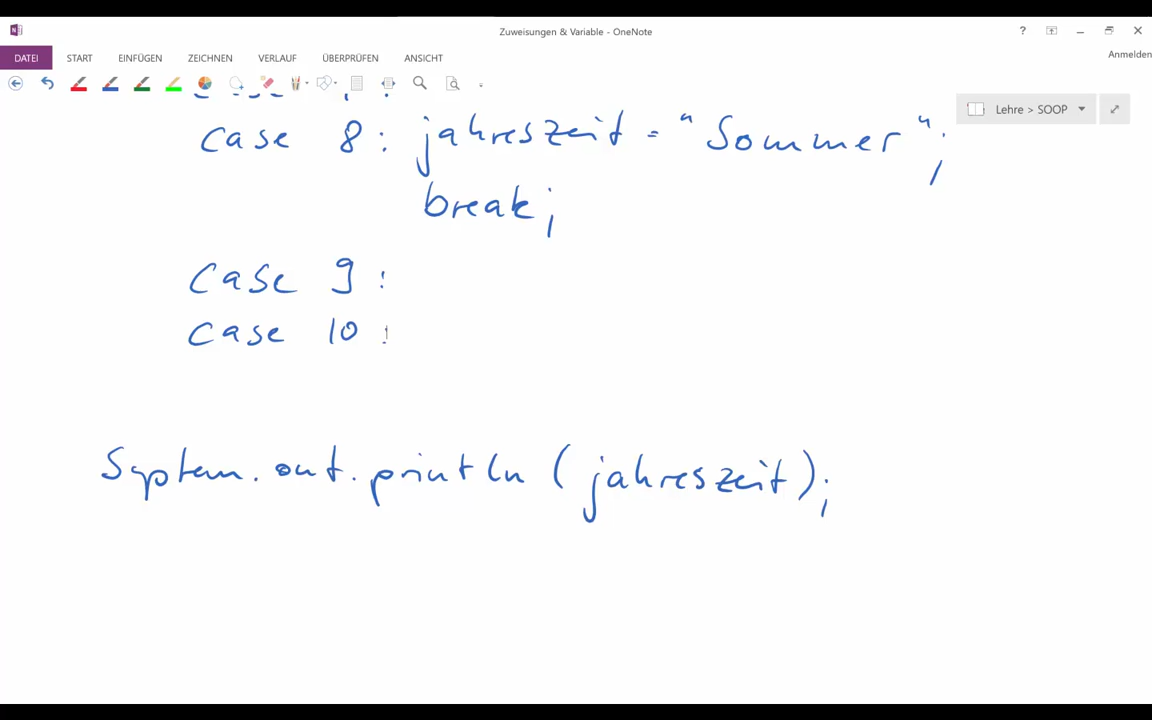 Zuweisungen & Variable - OneNote
Anmelden
DATEI START EINFÜGEN ZEICHNEN VERLAUF ÜBERPRÜFEN ANSICHT
Lehre > SOOP
case 8: jahreszeit = "Sommer";
break;
case 9:
case 10:
System.out.println(jahreszeit);